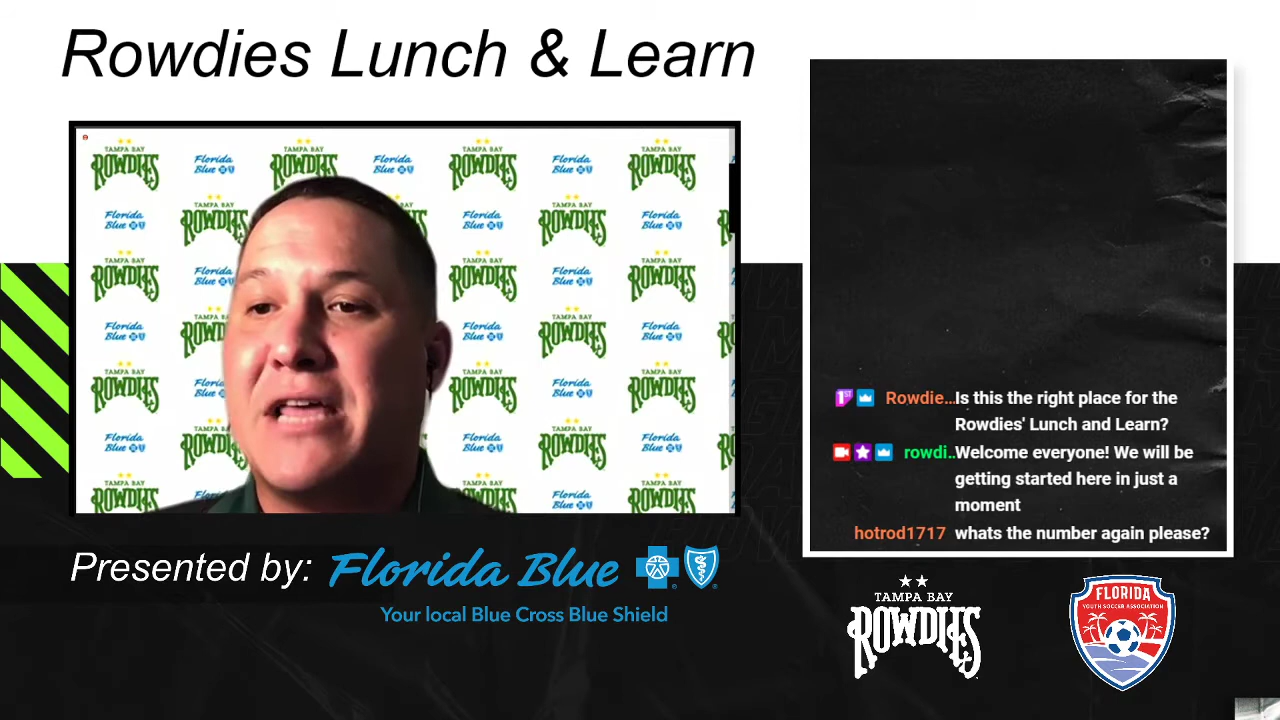 Rowdies Lunch & Learn
TAMPA BAY ROWDIES
Florida Blue
Rowdie... Is this the right place for the
Rowdies' Lunch and Learn?
rowdi.. Welcome everyone! We will be
getting started here in just a
moment
hotrod1717 whats the number again please?
Presented by: Florida Blue
Your local Blue Cross Blue Shield
TAMPA BAY
ROWDIES
FLORIDA
YOUTH SOCCER ASSOCIATION